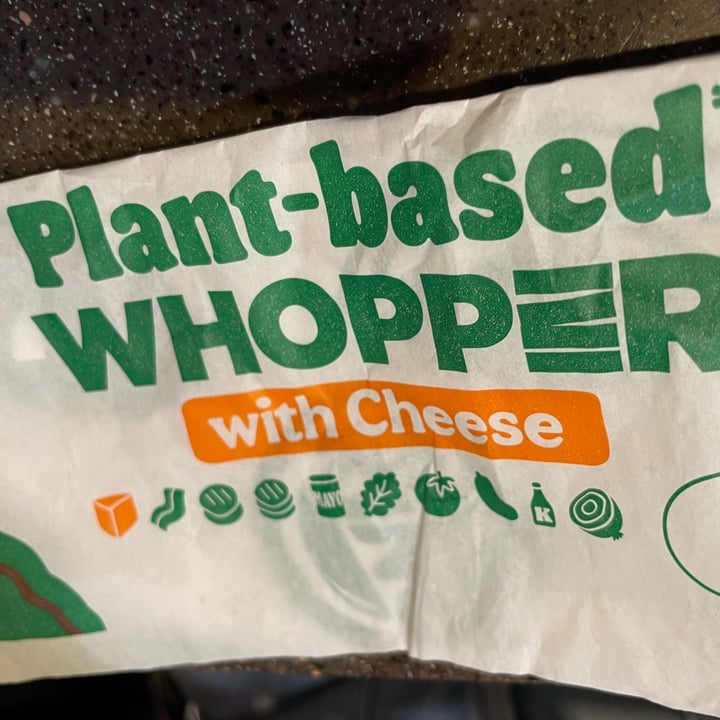 Plant-based
WHOPPER
with Cheese
MAYO
K